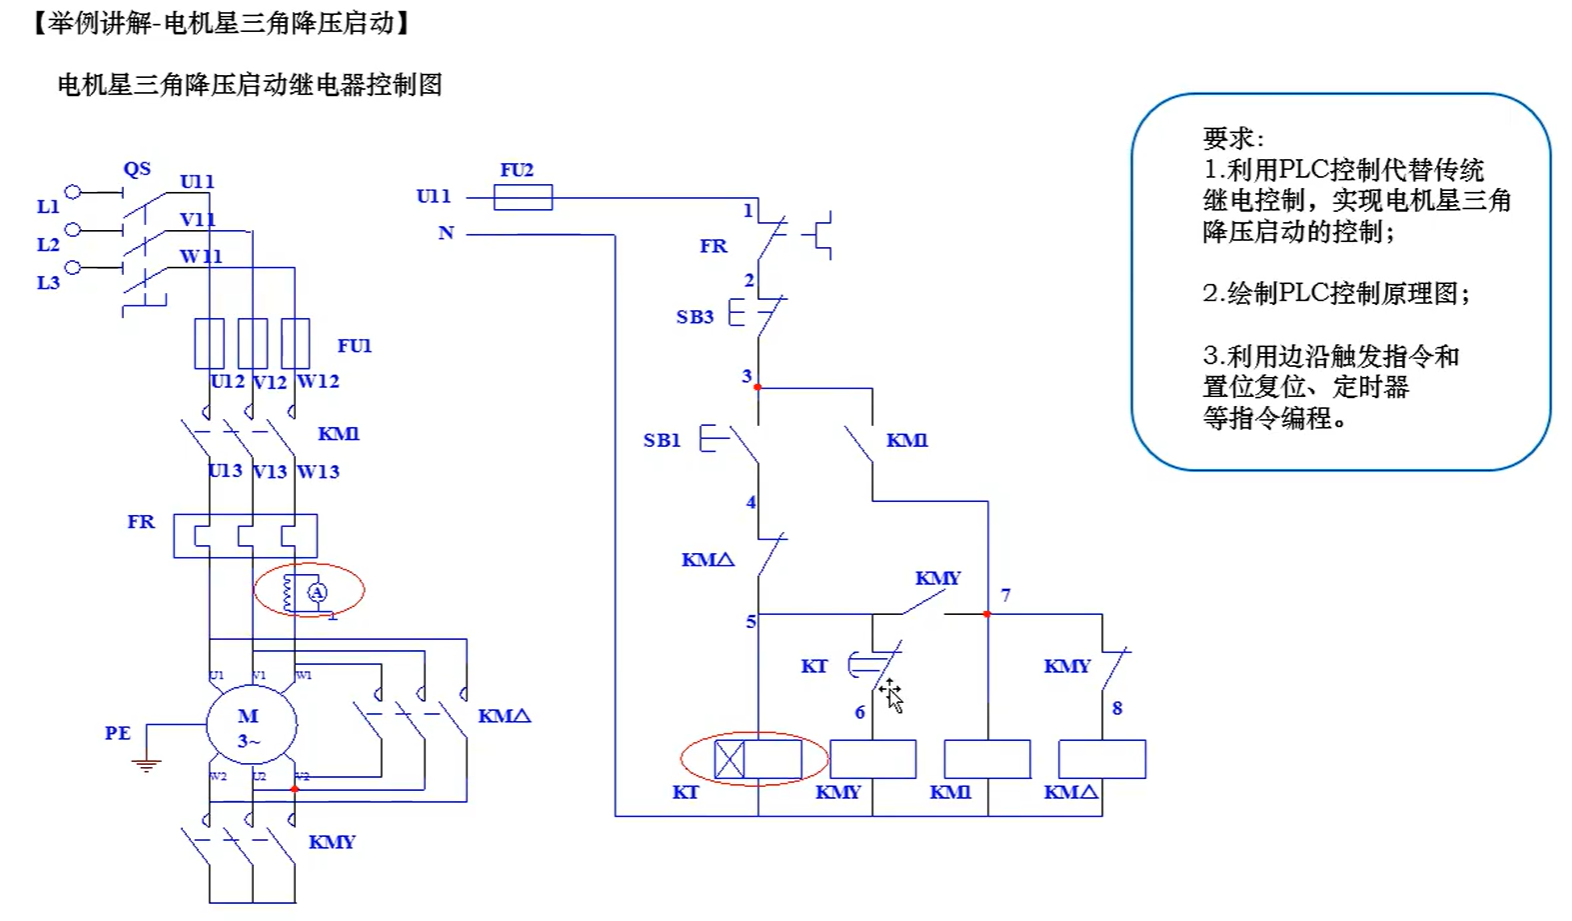 【举例讲解-电机星三角降压启动】
电机星三角降压启动继电器控制图
QS
L1
U11
L2
V11
L3
W11
FU1
U12 V12 W12
KM1
U13 V13 W13
FR
A
U1 V1 W1
M
3~
PE
KM△
W2 U2 V2
KMY
U11
FU2
N
1
FR
2
SB3
3
SB1
KM1
4
KM△
KMY
7
5
KT
KMY
6
8
KT
KMY
KM1
KM△
要求:
1.利用PLC控制代替传统
继电控制，实现电机星三角
降压启动的控制;
2.绘制PLC控制原理图;
3.利用边沿触发指令和
置位复位、定时器
等指令编程。